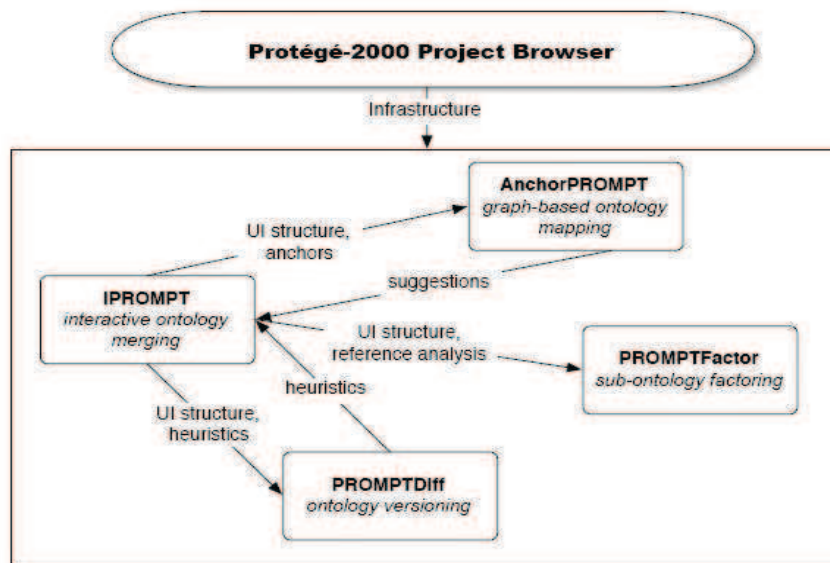 Protégé-2000 Project Browser
Infrastructure
AnchorPROMPT
graph-based ontology
mapping
UI structure,
anchors
suggestions
IPROMPT
interactive ontology
merging
UI structure,
reference analysis
PROMPTFactor
sub-ontology factoring
heuristics
UI structure,
heuristics
PROMPTDiff
ontology versioning